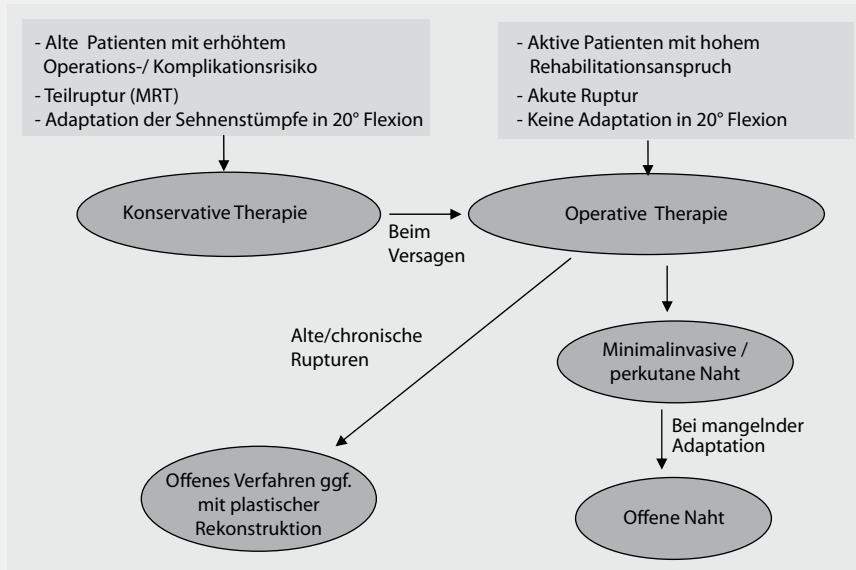 - Alte Patienten mit erhöhtem
Operations-/ Komplikationsrisiko
- Teilruptur (MRT)
- Adaptation der Sehnenstümpfe in 20° Flexion
- Aktive Patienten mit hohem
Rehabilitationsanspruch
- Akute Ruptur
- Keine Adaptation in 20° Flexion
Konservative Therapie
Beim
Versagen
Operative Therapie
Alte/chronische
Rupturen
Minimalinvasive /
perkutane Naht
Bei mangelnder
Adaptation
Offenes Verfahren ggf.
mit plastischer
Rekonstruktion
Offene Naht